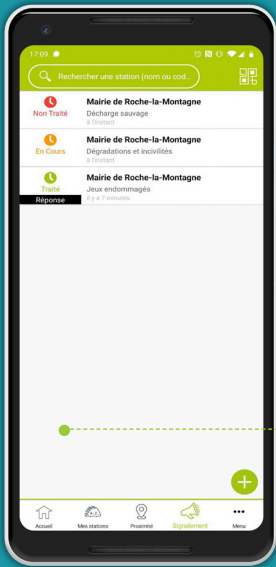 17:09
Rechercher une station (nom ou cod...
Non Traité
Mairie de Roche-la-Montagne
Décharge sauvage
à l'instant
En Cours
Mairie de Roche-la-Montagne
Dégradations et incivilités
à l'instant
Traité
Réponse
Mairie de Roche-la-Montagne
Jeux endommagés
il y a 7 minutes
Accueil
Mes stations
Proximité
Signalement
Menu